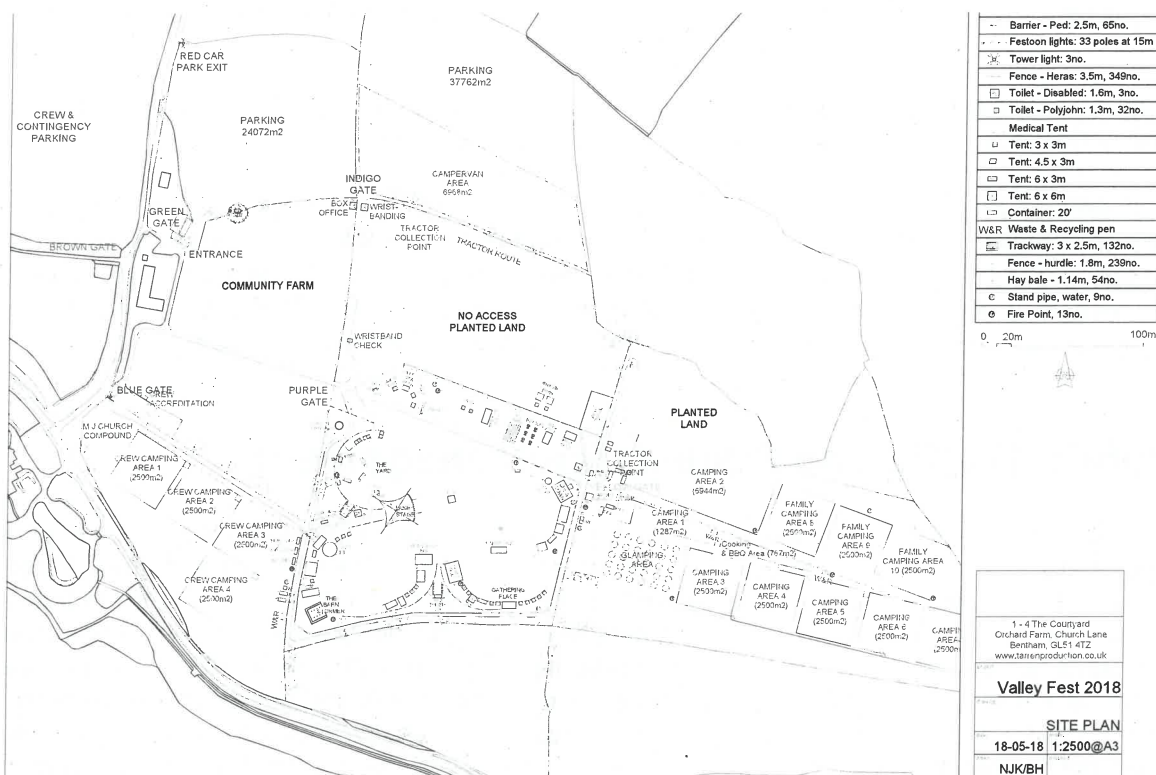 RED CAR
PARK EXIT
CREW &
CONTINGENCY
PARKING
PARKING
24072m2
PARKING
37762m2
INDIGO
GATE
BOX
OFFICE
WRIST-
BANDING
CAMPERVAN
AREA
6968m2
TRACTOR
COLLECTION
POINT
TRACTOR ROUTE
GREEN
GATE
BROWN GATE
ENTRANCE
COMMUNITY FARM
NO ACCESS
PLANTED LAND
WRISTBAND
CHECK
BLUE GATE
ACCREDITATION
PURPLE
GATE
M J CHURCH
COMPOUND
CREW CAMPING
AREA 1
(2500m2)
CREW CAMPING
AREA 2
(2500m2)
CREW CAMPING
AREA 3
(2500m2)
CREW CAMPING
AREA 4
(2500m2)
THE
YARD
W&R
THE
BARN
GATHERING
PLACE
PLANTED
LAND
TRACTOR
COLLECTION
POINT
CAMPING
AREA 2
(5944m2)
CAMPING
AREA 1
(1287m2)
GLAMPING
AREA
W&R
Cooking
& BBQ Area (767m2)
FAMILY
CAMPING
AREA 8
(2500m2)
FAMILY
CAMPING
AREA 9
(2500m2)
FAMILY
CAMPING AREA
10 (2500m2)
W&R
CAMPING
AREA 3
(2500m2)
CAMPING
AREA 4
(2500m2)
CAMPING
AREA 5
(2500m2)
CAMPING
AREA 6
(2500m2)
CAMPIN
AREA
(2500m
Barrier - Ped: 2.5m, 65no.
Festoon lights: 33 poles at 15m
Tower light: 3no.
Fence - Heras: 3.5m, 349no.
Toilet - Disabled: 1.6m, 3no.
Toilet - Polyjohn: 1.3m, 32no.
Medical Tent
Tent: 3 x 3m
Tent: 4.5 x 3m
Tent: 6 x 3m
Tent: 6 x 6m
Container: 20'
W&R Waste & Recycling pen
Trackway: 3 x 2.5m, 132no.
Fence - hurdle: 1.8m, 239no.
Hay bale - 1.14m, 54no.
Stand pipe, water, 9no.
Fire Point, 13no.
0 20m 100m
1 - 4 The Courtyard
Orchard Farm, Church Lane
Bentham, GL51 4TZ
www.tarrenproduction.co.uk
Valley Fest 2018
SITE PLAN
18-05-18 1:2500@A3
NJK/BH